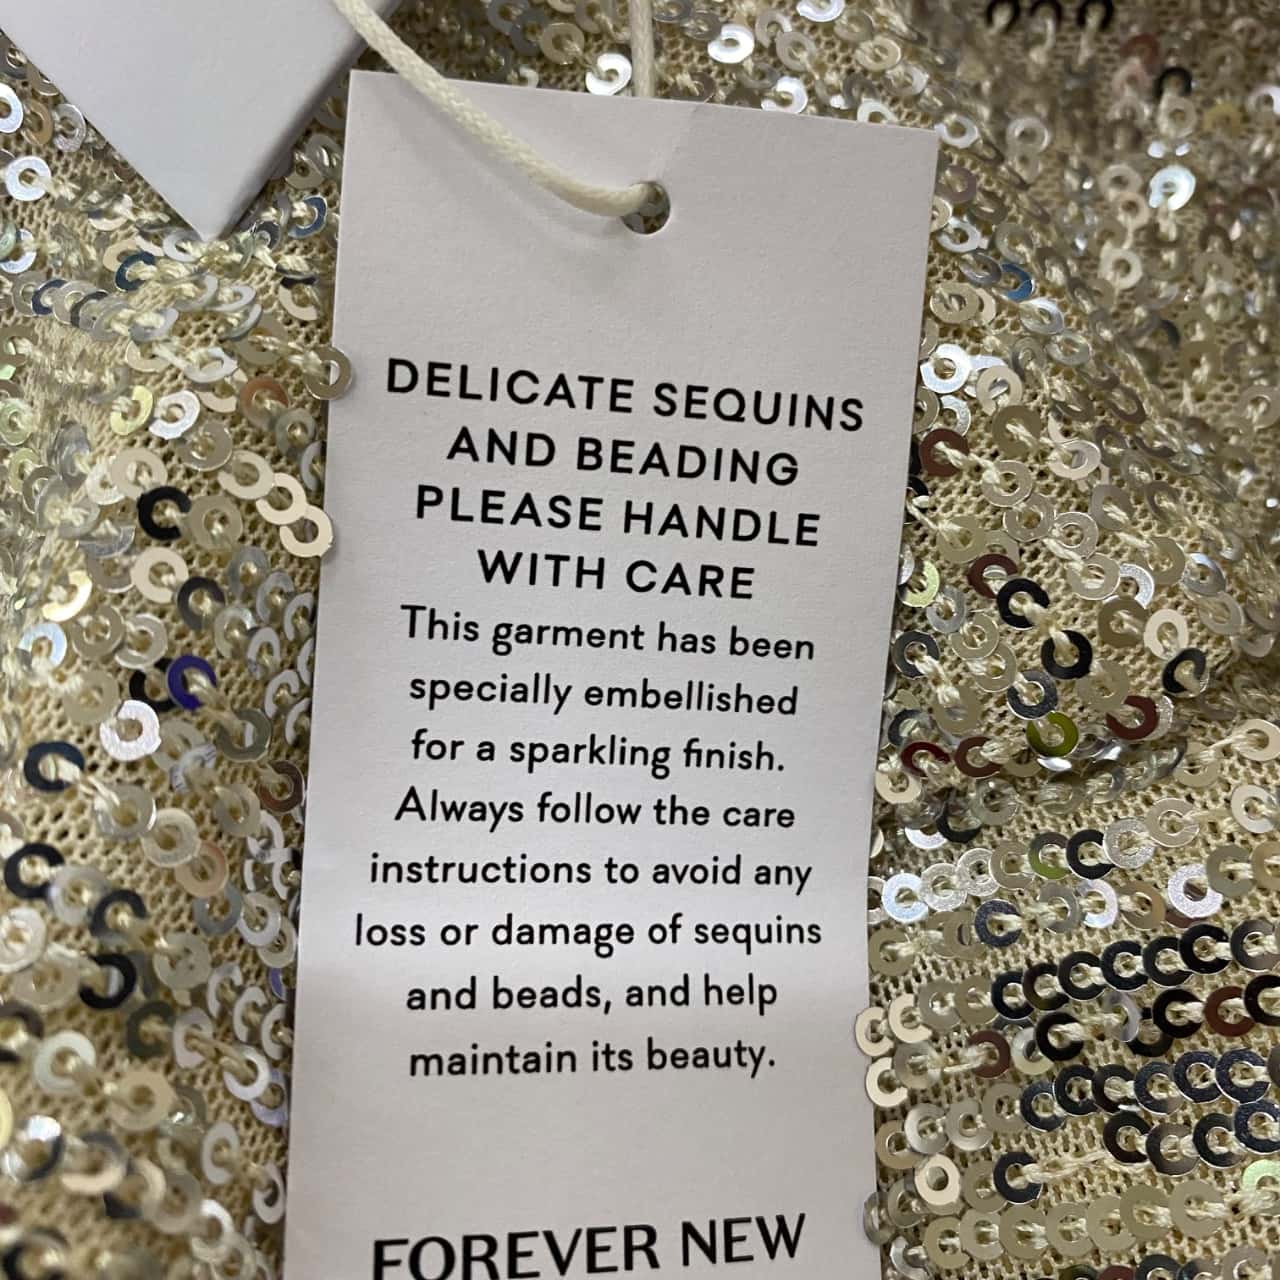 DELICATE SEQUINS
AND BEADING
PLEASE HANDLE
WITH CARE
This garment has been
specially embellished
for a sparkling finish.
Always follow the care
instructions to avoid any
loss or damage of sequins
and beads, and help
maintain its beauty.
FOREVER NEW